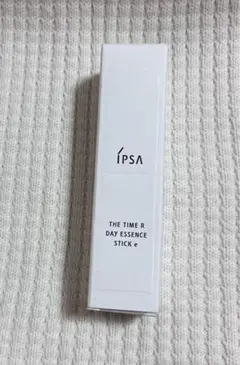 IPSA
THE TIME R
DAY ESSENCE
STICK e